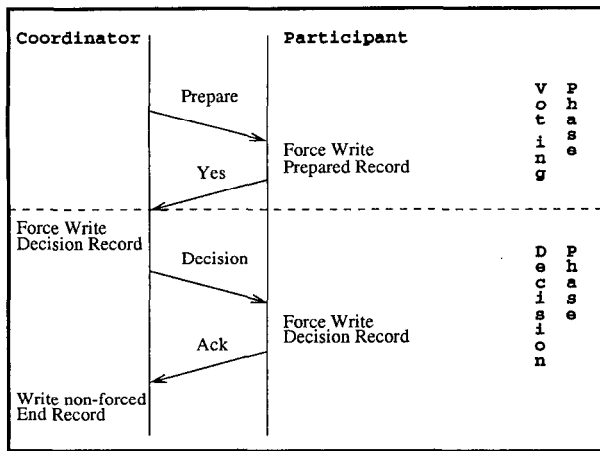 Coordinator
Participant
Voting
Phase
Prepare
Force Write
Prepared Record
Yes
Force Write
Decision Record
Decision
Phase
Decision
Force Write
Decision Record
Ack
Write non-forced
End Record